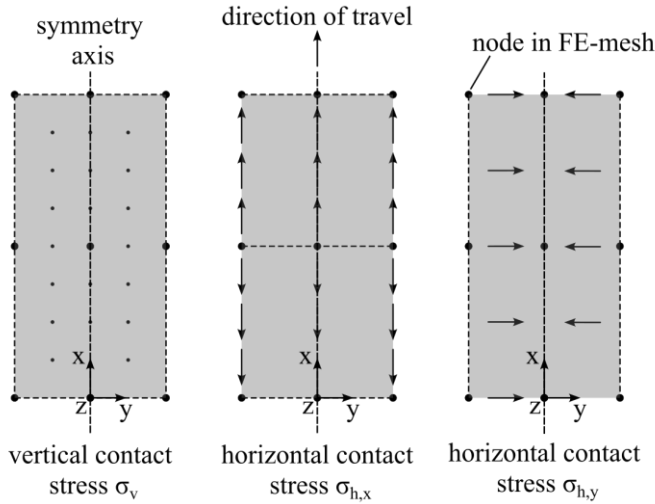 symmetry
axis
direction of travel
node in FE-mesh
x
z
y
x
z
y
x
z
y
vertical contact
stress σv
horizontal contact
stress σh,x
horizontal contact
stress σh,y